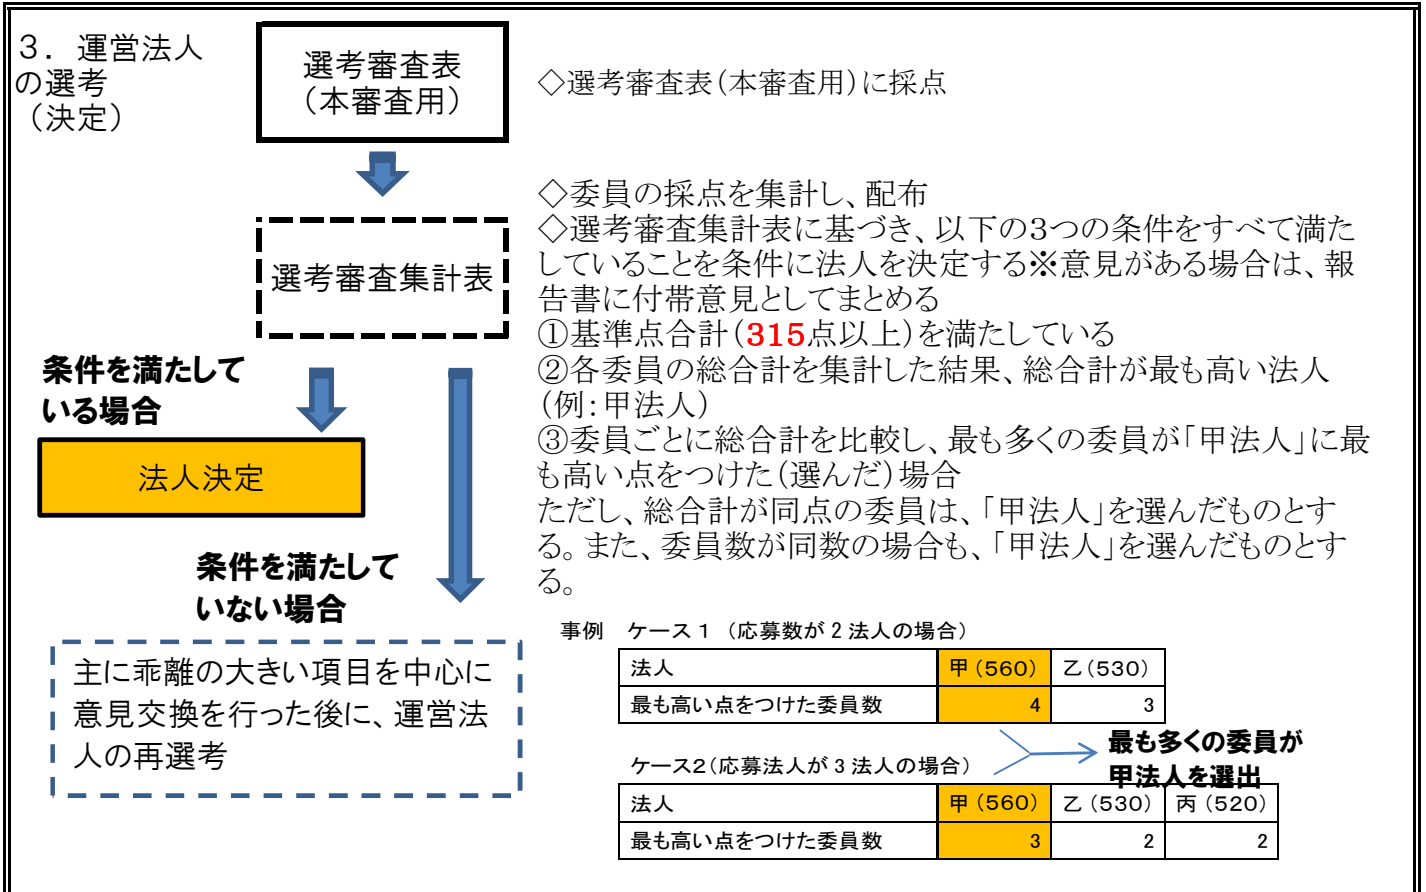 ３．運営法人
の選考
（決定）
選考審査表
（本審査用）
◇選考審査表（本審査用）に採点
◇委員の採点を集計し、配布
◇選考審査集計表に基づき、以下の３つの条件をすべて満た
していることを条件に法人を決定する※意見がある場合は、報
告書に付帯意見としてまとめる
①基準点合計（315点以上）を満たしている
②各委員の総合計を集計した結果、総合計が最も高い法人
（例：甲法人）
③委員ごとに総合計を比較し、最も多くの委員が「甲法人」に最
も高い点をつけた（選んだ）場合
ただし、総合計が同点の委員は、「甲法人」を選んだものとす
る。また、委員数が同数の場合も、「甲法人」を選んだものとす
る。
選考審査集計表
条件を満たして
いる場合
法人決定
条件を満たして
いない場合
主に乖離の大きい項目を中心に
意見交換を行った後に、運営法
人の再選考
事例　ケース１（応募数が２法人の場合）
法人　甲（560）　乙（530）
最も高い点をつけた委員数　4　3
最も多くの委員が
甲法人を選出
ケース２（応募法人が３法人の場合）
法人　甲（560）　乙（530）　丙（520）
最も高い点をつけた委員数　3　2　2